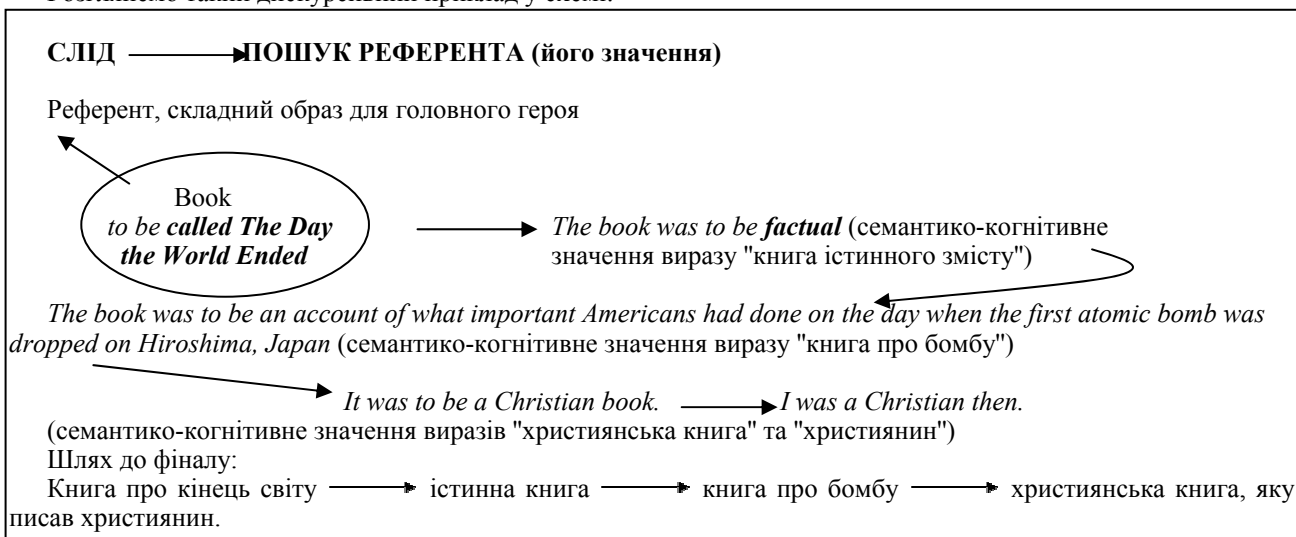 СЛІД ПОШУК РЕФЕРЕНТА (його значення)
Референт, складний образ для головного героя
Book
to be called The Day
the World Ended
The book was to be factual (семантико-когнітивне
значення виразу "книга істинного змісту")
The book was to be an account of what important Americans had done on the day when the first atomic bomb was
dropped on Hiroshima, Japan (семантико-когнітивне значення виразу "книга про бомбу")
It was to be a Christian book. I was a Christian then.
(семантико-когнітивне значення виразів "християнська книга" та "християнин")
Шлях до фіналу:
Книга про кінець світу істинна книга книга про бомбу християнська книга, яку
писав християнин.